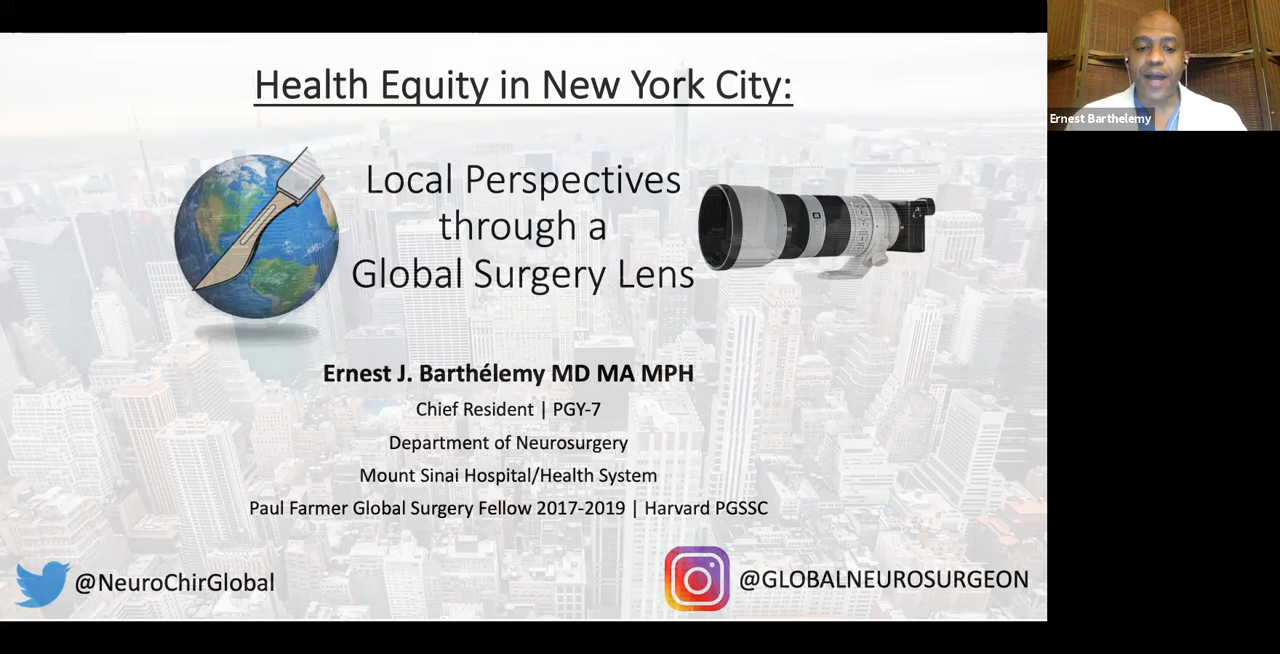 Health Equity in New York City:
Local Perspectives
through a
Global Surgery Lens
Ernest J. Barthélemy MD MA MPH
Chief Resident | PGY-7
Department of Neurosurgery
Mount Sinai Hospital/Health System
Paul Farmer Global Surgery Fellow 2017-2019 | Harvard PGSSC
@NeuroChirGlobal
@GLOBALNEUROSURGEON
Ernest Barthelemy